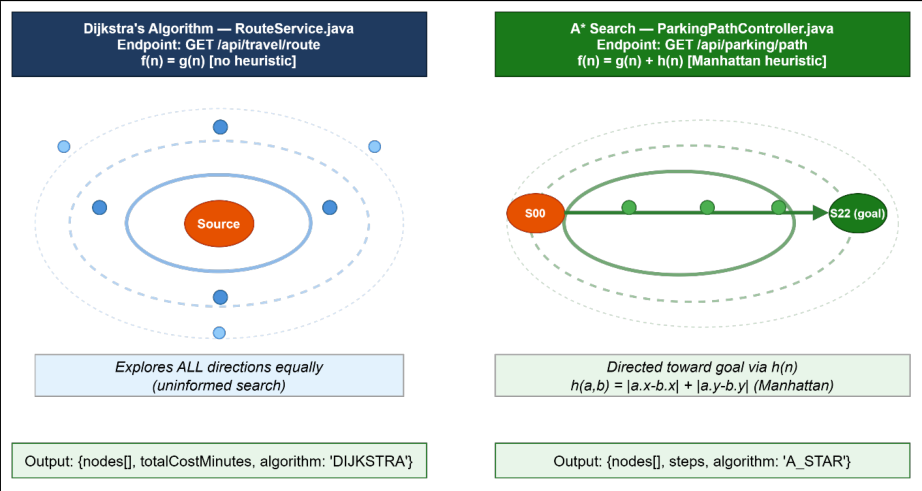 Dijkstra's Algorithm — RouteService.java
Endpoint: GET /api/travel/route
f(n) = g(n) [no heuristic]
Source
Explores ALL directions equally
(uninformed search)
Output: {nodes[], totalCostMinutes, algorithm: 'DIJKSTRA'}
A* Search — ParkingPathController.java
Endpoint: GET /api/parking/path
f(n) = g(n) + h(n) [Manhattan heuristic]
S00
S22 (goal)
Directed toward goal via h(n)
h(a,b) = |a.x-b.x| + |a.y-b.y| (Manhattan)
Output: {nodes[], steps, algorithm: 'A_STAR'}